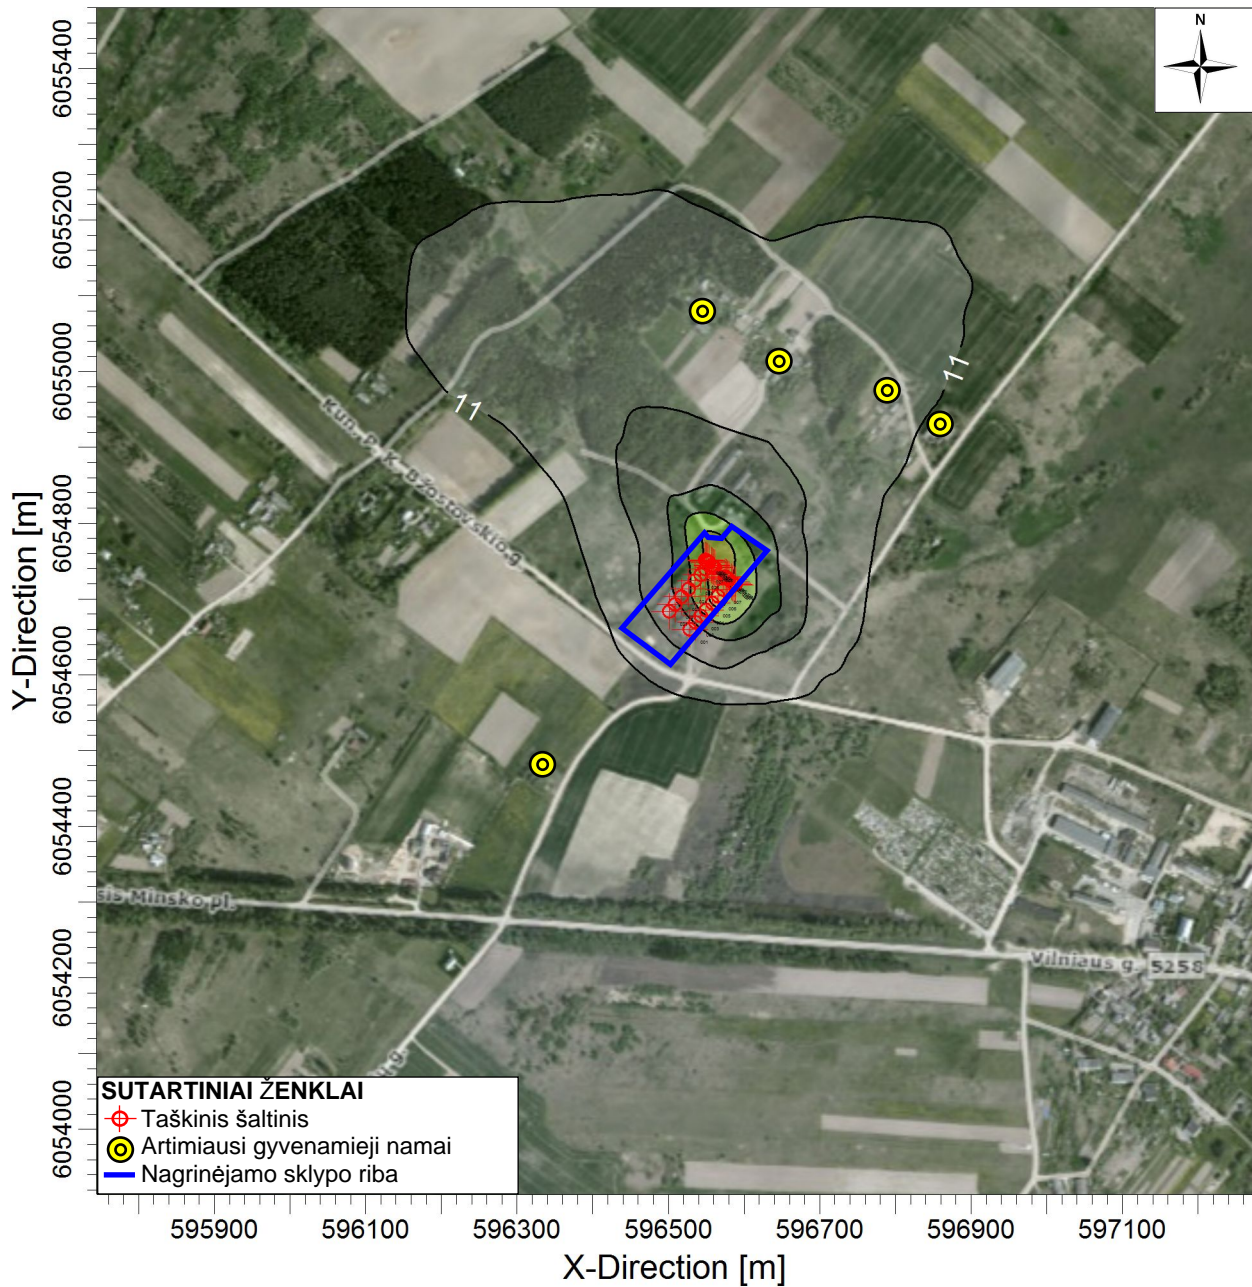 N
6055400
6055200
6055000
6054800
6054600
6054400
6054200
6054000
Y-Direction [m]
11
11
Kun. P. K. Bžostovskio g.
sis Minsko pl.
Vilniaus g.
5258
g.
SUTARTINIAI ŽENKLAI
Taškinis šaltinis
Artimiausi gyvenamieji namai
Nagrinėjamo sklypo riba
595900
596100
596300
596500
596700
596900
597100
X-Direction [m]